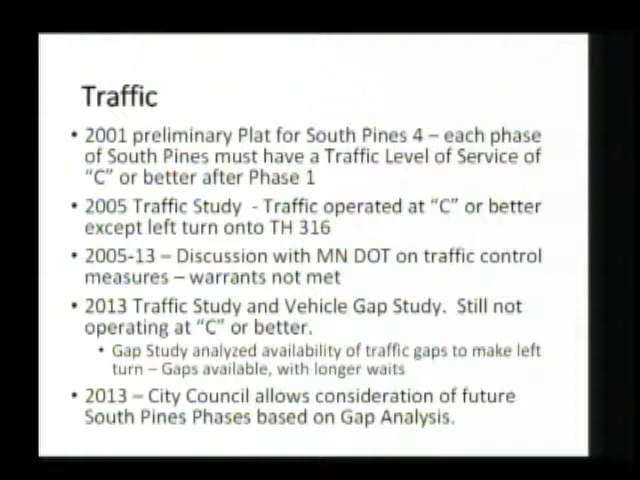 Traffic
• 2001 preliminary Plat for South Pines 4 – each phase
of South Pines must have a Traffic Level of Service of
“C” or better after Phase 1
• 2005 Traffic Study - Traffic operated at “C” or better
except left turn onto TH 316
• 2005-13 – Discussion with MN DOT on traffic control
measures – warrants not met
• 2013 Traffic Study and Vehicle Gap Study. Still not
operating at “C” or better.
• Gap Study analyzed availability of traffic gaps to make left
turn – Gaps available, with longer waits
• 2013 – City Council allows consideration of future
South Pines Phases based on Gap Analysis.